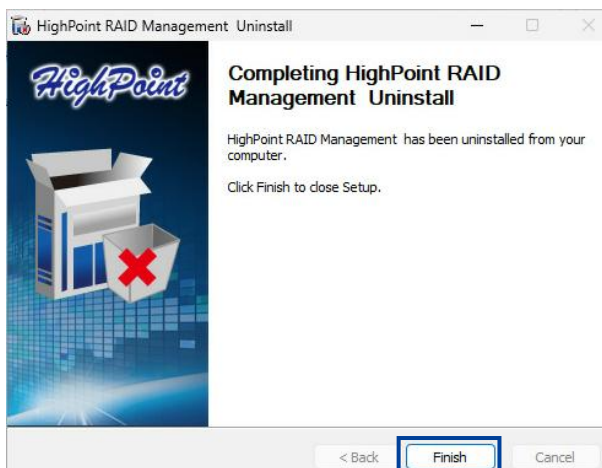 HighPoint RAID Management Uninstall
HighPoint
Completing HighPoint RAID
Management Uninstall
HighPoint RAID Management has been uninstalled from your
computer.
Click Finish to close Setup.
< Back
Finish
Cancel